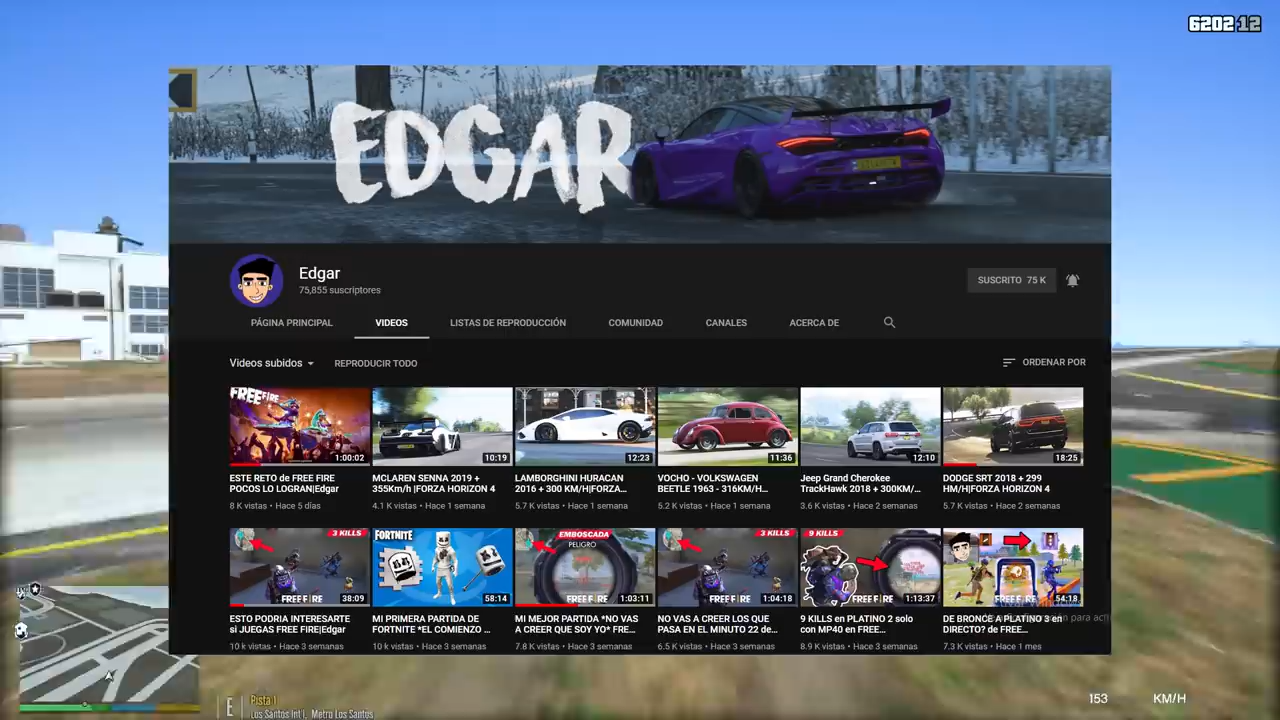 6202 12
EDGAR
Edgar
75,855 suscriptores
SUSCRITO 75 K
PÁGINA PRINCIPAL
VIDEOS
LISTAS DE REPRODUCCIÓN
COMUNIDAD
CANALES
ACERCA DE
Videos subidos
REPRODUCIR TODO
ORDENAR POR
FREE FIRE
1:00:02
10:19
12:23
11:36
12:10
18:25
ESTE RETO de FREE FIRE
POCOS LO LOGRAN|Edgar
8 K vistas • Hace 5 días
MCLAREN SENNA 2019 +
355Km/h |FORZA HORIZON 4
4.1 K vistas • Hace 1 semana
LAMBORGHINI HURACAN
2016 + 300 KM/H|FORZA...
5.7 K vistas • Hace 1 semana
VOCHO - VOLKSWAGEN
BEETLE 1963 - 316KM/H...
5.2 K vistas • Hace 1 semana
Jeep Grand Cherokee
TrackHawk 2018 + 300KM/...
3.6 K vistas • Hace 2 semanas
DODGE SRT 2018 + 299
HM/H|FORZA HORIZON 4
5.7 K vistas • Hace 2 semanas
3 KILLS
FREE FIRE
38:09
FORTNITE
58:14
EMBOSCADA
PELIGRO
FREE FIRE
1:03:11
3 KILLS
FREE FIRE
1:04:18
9 KILLS
FREE FIRE
1:13:37
FREE FIRE
54:18
ESTO PODRIA INTERESARTE
si JUEGAS FREE FIRE|Edgar
10 k vistas • Hace 3 semanas
MI PRIMERA PARTIDA DE
FORTNITE *EL COMIENZO ...
10 k vistas • Hace 3 semanas
MI MEJOR PARTIDA *NO VAS
A CREER QUE SOY YO* FRE...
7.8 K vistas • Hace 3 semanas
NO VAS A CREER LOS QUE
PASA EN EL MINUTO 22 de...
6.5 K vistas • Hace 3 semanas
9 KILLS en PLATINO 2 solo
con MP40 en FREE...
8.9 K vistas • Hace 3 semanas
DE BRONCE A PLATINO 3 en
DIRECTO? de FREE...
7.3 K vistas • Hace 1 mes
E
Pista 1
Los Santos Int'l, Metro Los Santos
153 KM/H